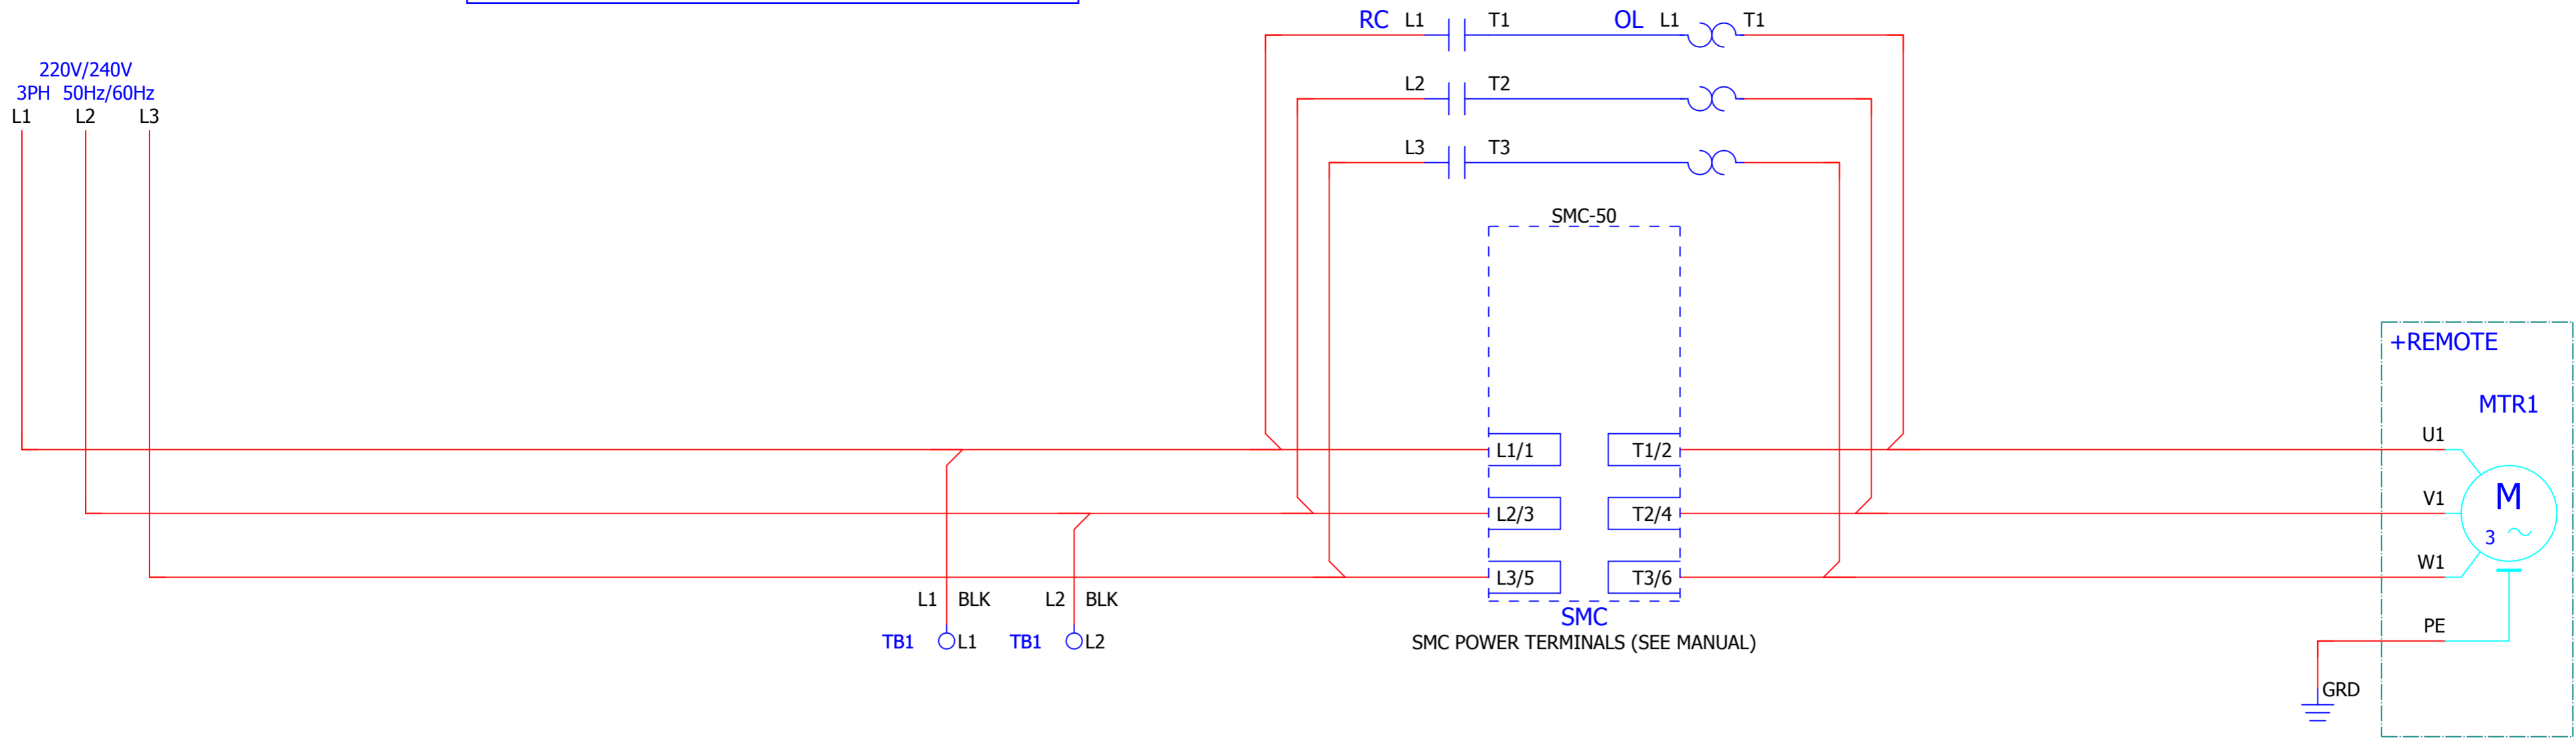 RC L1 T1 OL L1 T1
220V/240V
3PH 50Hz/60Hz
L1 L2 L3
L2 T2
L3 T3
SMC-50
+REMOTE
MTR1
U1
L1/1 T1/2
V1
M
L2/3 T2/4
3 ~
W1
L3/5 T3/6
L1 BLK L2 BLK
SMC
PE
TB1 L1 TB1 L2
SMC POWER TERMINALS (SEE MANUAL)
GRD